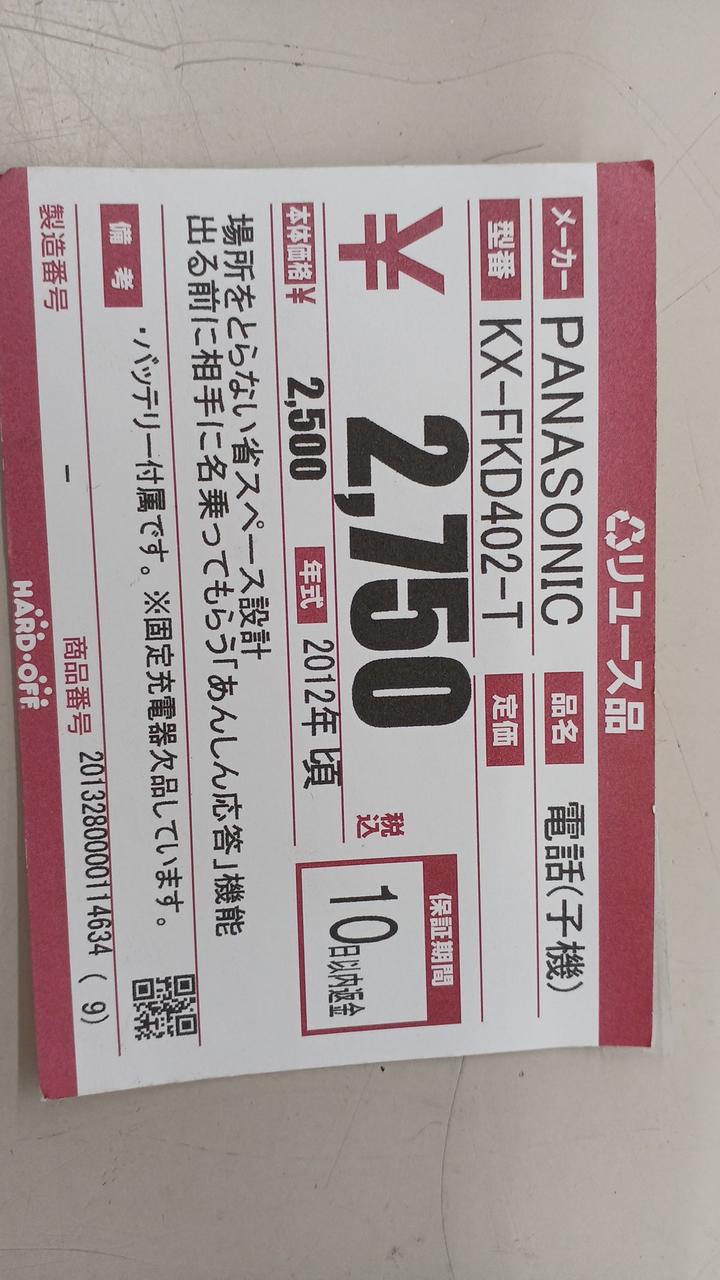 リユース品
メーカー PANASONIC 品名 電話(子機)
型番 KX-FKD402-T 定価
¥ 2,750 税込
保証期間
10日以内返金
本体価格¥ 2,500 年式 2012年 頃
場所をとらない省スペース設計
出る前に相手に名乗ってもらう「あんしん応答」機能
備考 ・バッテリー付属です。※固定充電器欠品しています。
製造番号 - 商品番号 2013280000114634 ( 9)
HARD・OFF